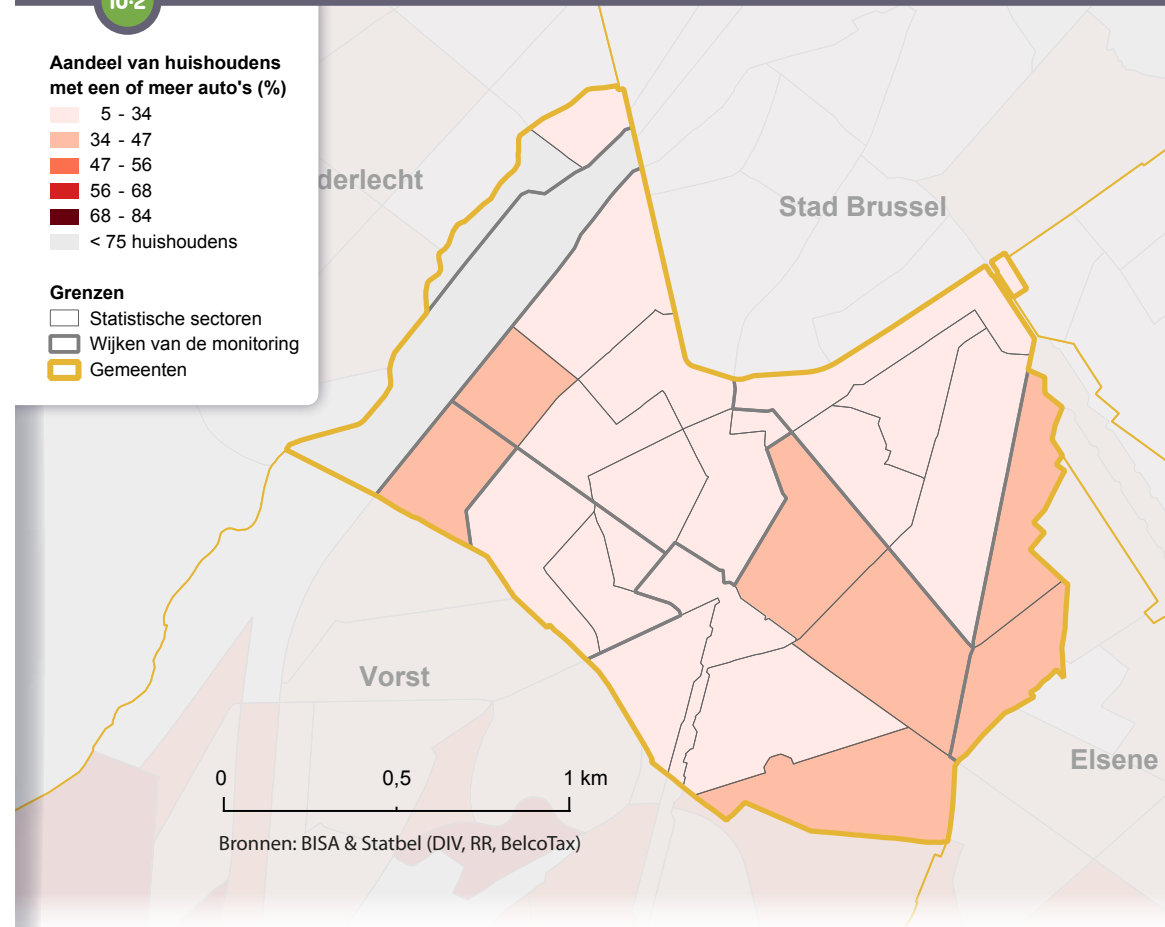 10·2
Aandeel van huishoudens
met een of meer auto's (%)
5 - 34
34 - 47
47 - 56
56 - 68
68 - 84
< 75 huishoudens
Grenzen
Statistische sectoren
Wijken van de monitoring
Gemeenten
derlecht
Stad Brussel
Vorst
Elsene
0 0,5 1 km
Bronnen: BISA & Statbel (DIV, RR, BelcoTax)